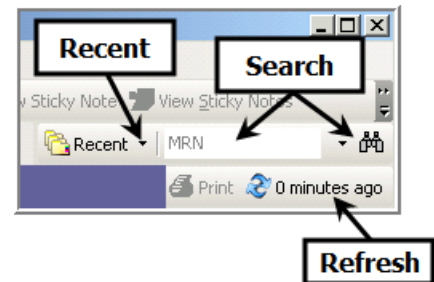 Recent
Search
Sticky Note View Sticky Notes
Recent MRN
Print 0 minutes ago
Refresh